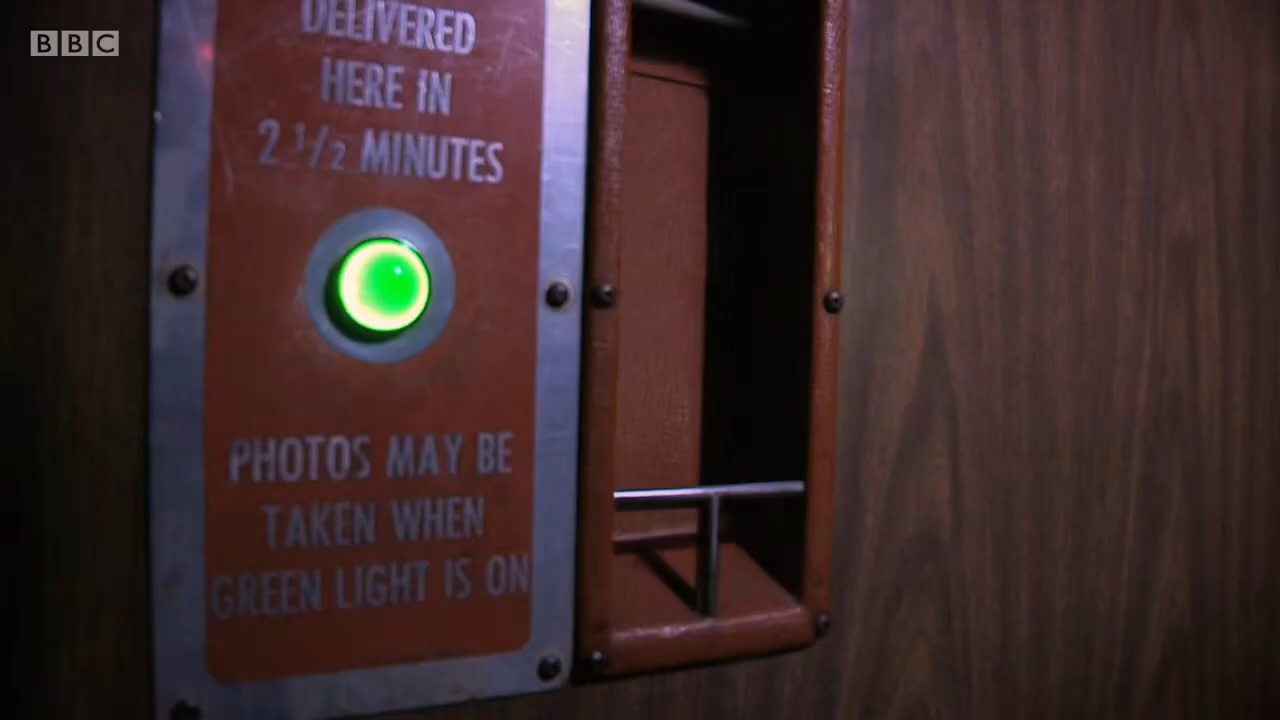 BBC
DELIVERED
HERE IN
2 1/2 MINUTES
PHOTOS MAY BE
TAKEN WHEN
GREEN LIGHT IS ON